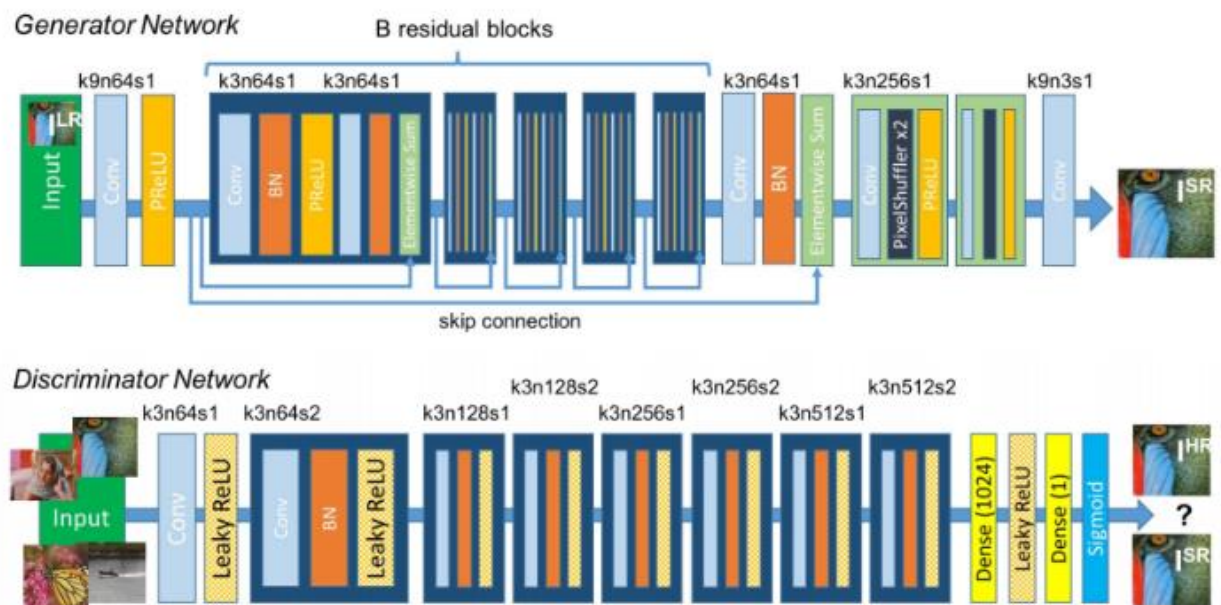 Generator Network
B residual blocks
k9n64s1
k3n64s1
k3n64s1
k3n64s1
k3n256s1
k9n3s1
I LR
Input
Conv
PReLU
Conv
BN
PReLU
Elementwise Sum
Conv
BN
Elementwise Sum
Conv
PixelShuffler x2
PReLU
Conv
I SR
skip connection
Discriminator Network
k3n128s2
k3n256s2
k3n512s2
k3n64s1
k3n64s2
k3n128s1
k3n256s1
k3n512s1
Input
Conv
Leaky ReLU
Conv
BN
Leaky ReLU
Dense (1024)
Leaky ReLU
Dense (1)
Sigmoid
I HR
?
I SR